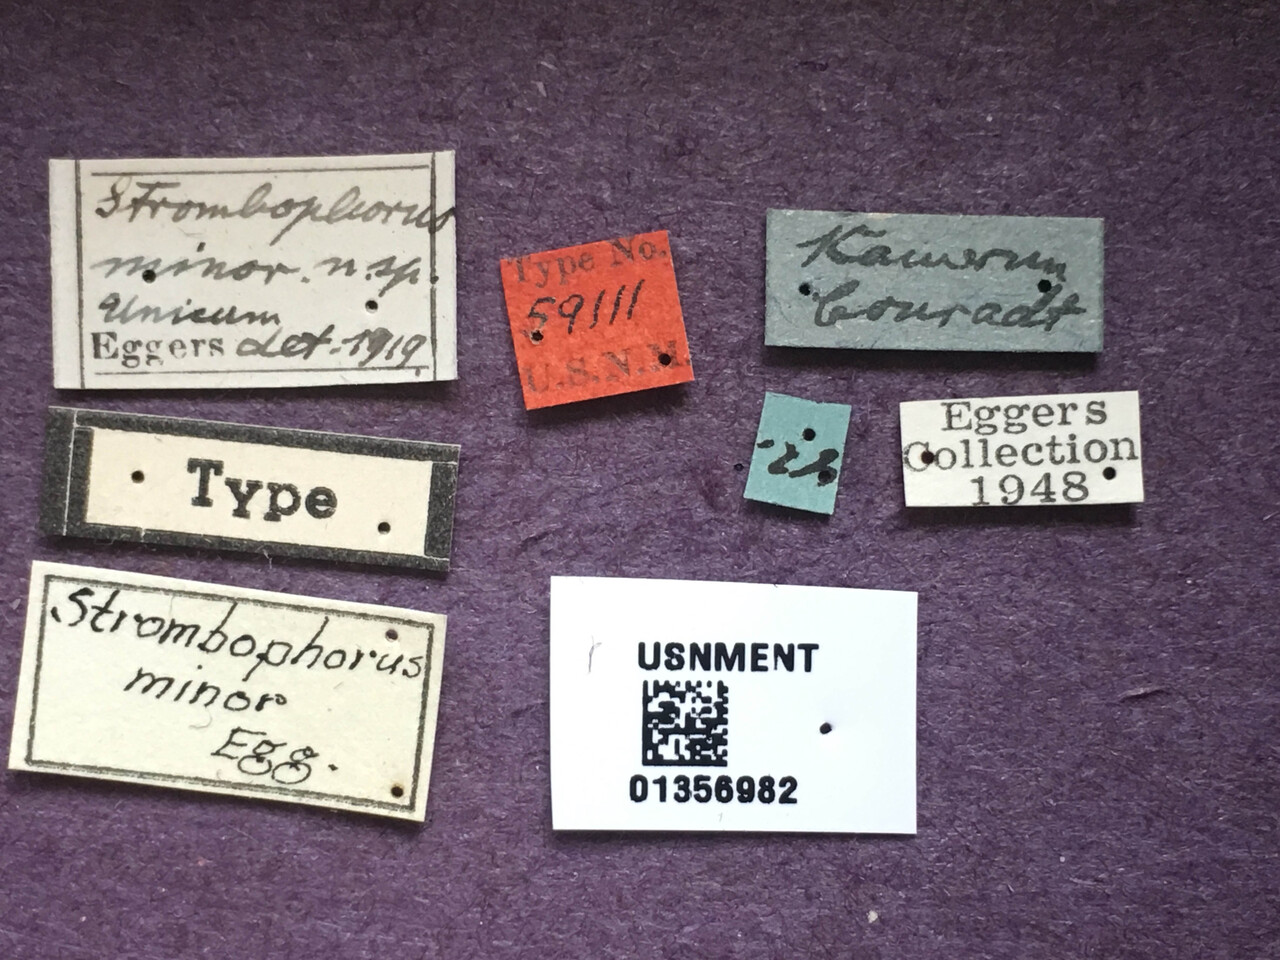 Strombophorus
minor. n. sp.
Unicum
Eggers det. 1919.
Type No.
59111
U.S.N.M.
Kamerun
Conradt
Type
Eggers
Collection
1948
Strombophorus
minor
Egg.
USNMENT
01356982